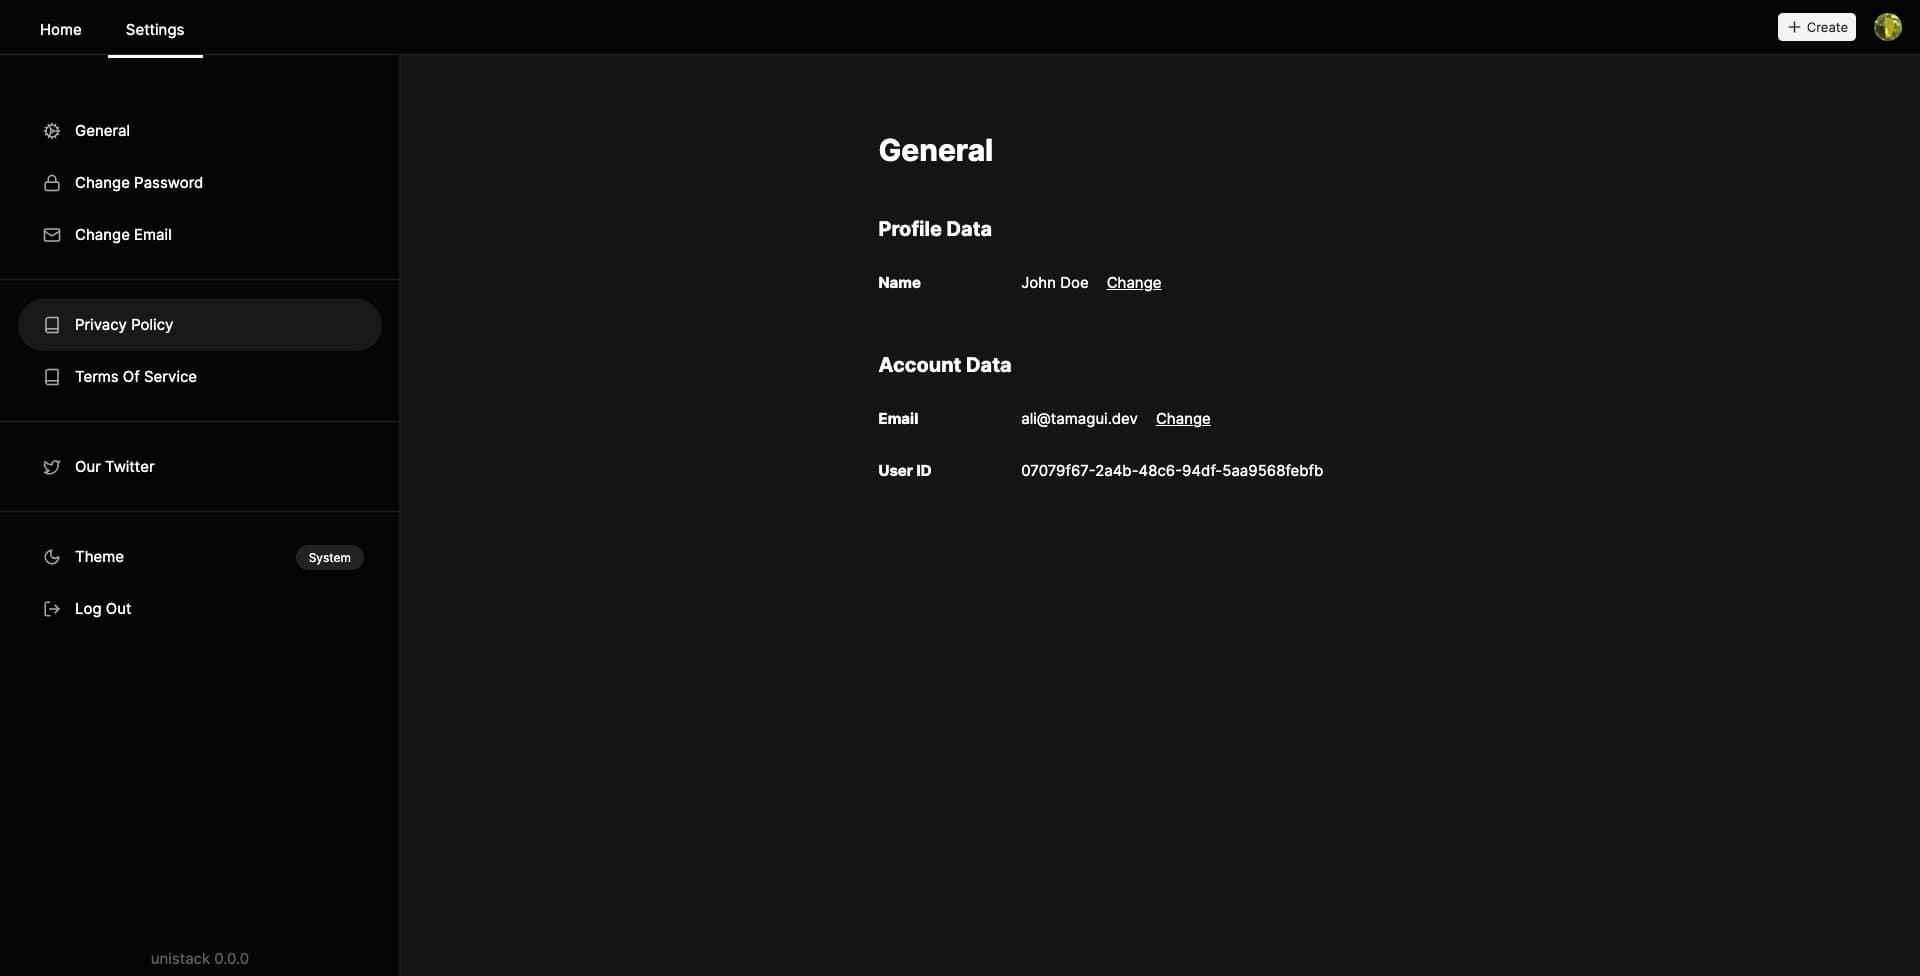 Home
Settings
Create
General
Change Password
Change Email
Privacy Policy
Terms Of Service
Our Twitter
Theme
System
Log Out
unistack 0.0.0
General
Profile Data
Name John Doe Change
Account Data
Email ali@tamagui.dev Change
User ID 07079f67-2a4b-48c6-94df-5aa9568febfb